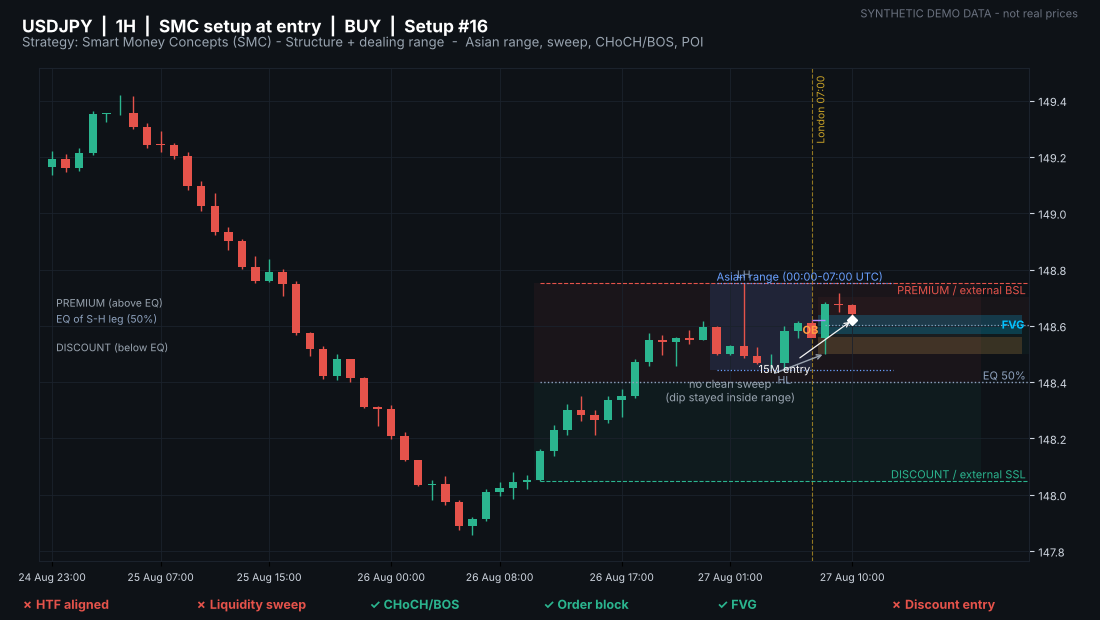 SYNTHETIC DEMO DATA - not real prices
USDJPY | 1H | SMC setup at entry | BUY | Setup #16
Strategy: Smart Money Concepts (SMC) - Structure + dealing range - Asian range, sweep, CHoCH/BOS, POI
London 07:00
149.4
149.2
149.0
148.8
148.6
148.4
148.2
148.0
147.8
LH
Asian range (00:00-07:00 UTC)
PREMIUM / external BSL
PREMIUM (above EQ)
EQ of S-H leg (50%)
DISCOUNT (below EQ)
OB
FVG
15M entry
HL
EQ 50%
no clean sweep
(dip stayed inside range)
DISCOUNT / external SSL
24 Aug 23:00
25 Aug 07:00
25 Aug 15:00
26 Aug 00:00
26 Aug 08:00
26 Aug 17:00
27 Aug 01:00
27 Aug 10:00
× HTF aligned
× Liquidity sweep
✓ CHoCH/BOS
✓ Order block
✓ FVG
× Discount entry